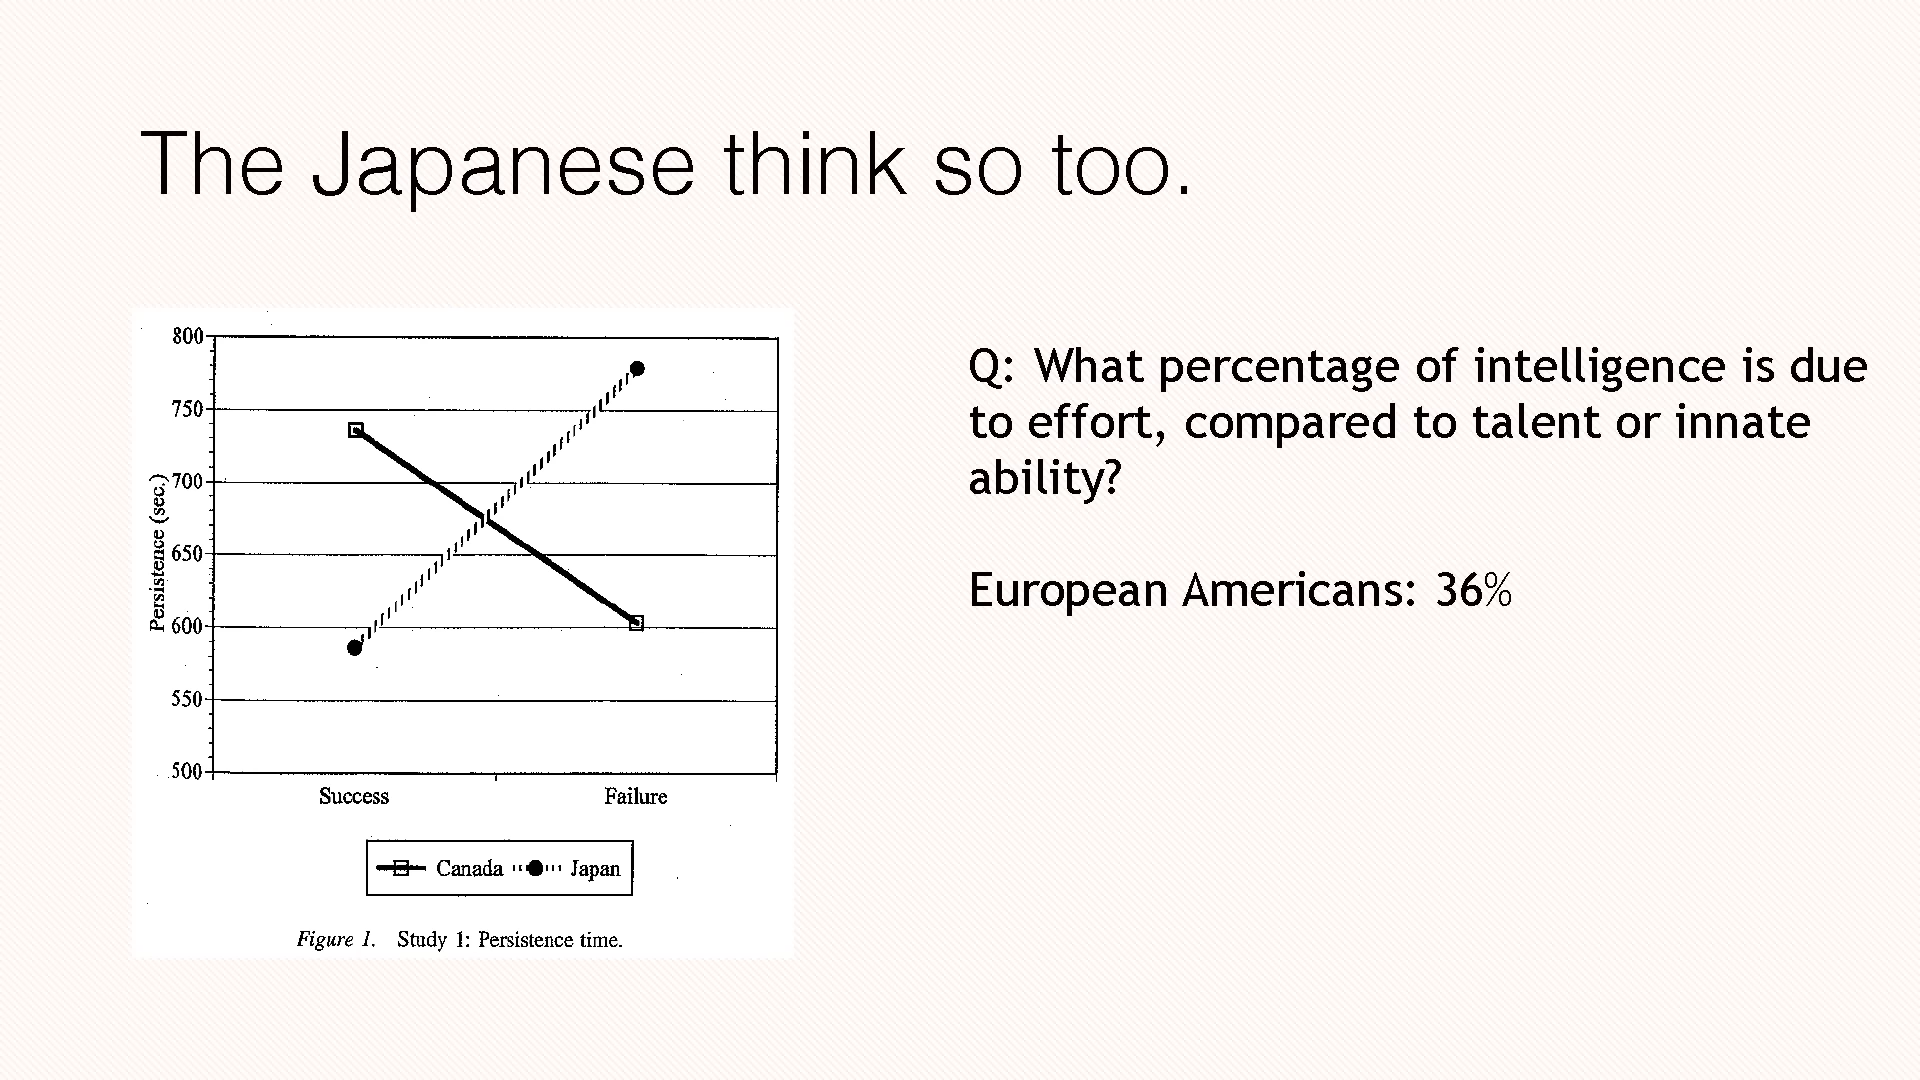 The Japanese think so too.
800
750
700
650
600
550
500
Persistence (sec.)
Success Failure
Canada Japan
Figure 1. Study 1: Persistence time.
Q: What percentage of intelligence is due
to effort, compared to talent or innate
ability?
European Americans: 36%